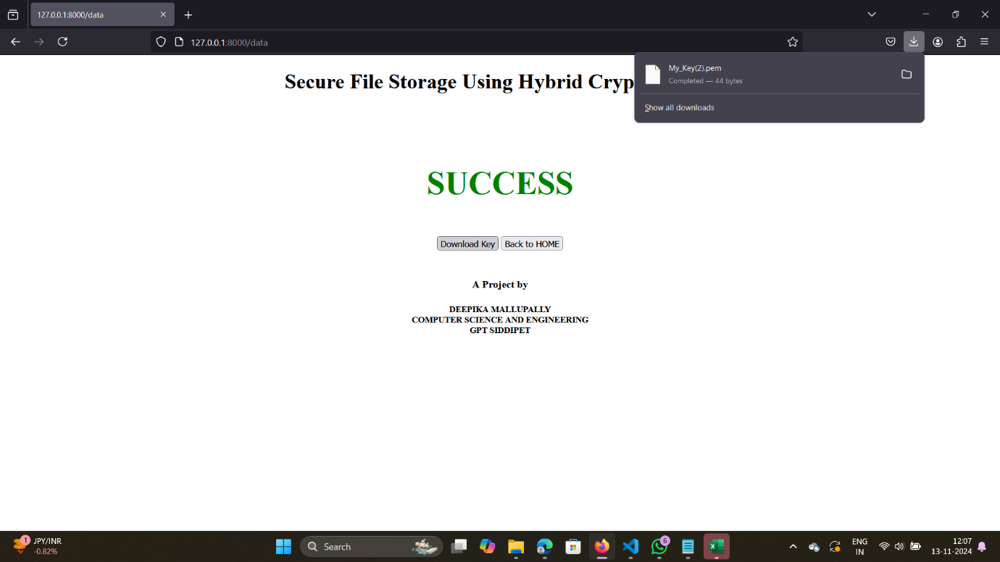 127.0.0.1:8000/data
127.0.0.1:8000/data
My_Key(2).pem
Completed — 44 bytes
Show all downloads
Secure File Storage Using Hybrid Cryp
SUCCESS
Download Key
Back to HOME
A Project by
DEEPIKA MALLUPALLY
COMPUTER SCIENCE AND ENGINEERING
GPT SIDDIPET
1
JPY/INR
-0.82%
Search
6
ENG
IN
12:07
13-11-2024